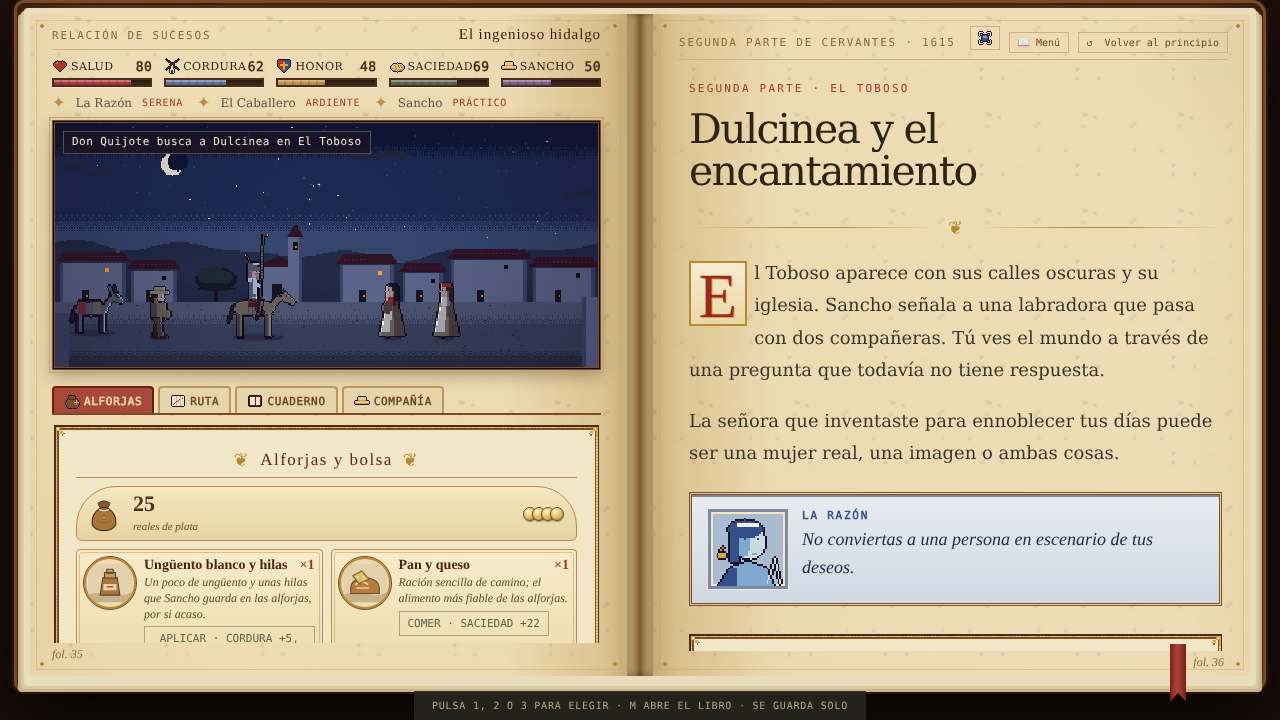 RELACIÓN DE SUCESOS
El ingenioso hidalgo
SALUD 80
CORDURA 62
HONOR 48
SACIEDAD 69
SANCHO 50
La Razón SERENA
El Caballero ARDIENTE
Sancho PRÁCTICO
Don Quijote busca a Dulcinea en El Toboso
ALFORJAS
RUTA
CUADERNO
COMPAÑÍA
Alforjas y bolsa
25
reales de plata
Ungüento blanco y hilas ×1
Un poco de ungüento y unas hilas
que Sancho guarda en las alforjas,
por si acaso.
APLICAR · CORDURA +5,
Pan y queso ×1
Ración sencilla de camino; el
alimento más fiable de las alforjas.
COMER · SACIEDAD +22
fol. 35
SEGUNDA PARTE DE CERVANTES · 1615
Menú
↺ Volver al principio
SEGUNDA PARTE · EL TOBOSO
Dulcinea y el
encantamiento
El Toboso aparece con sus calles oscuras y su
iglesia. Sancho señala a una labradora que pasa
con dos compañeras. Tú ves el mundo a través de
una pregunta que todavía no tiene respuesta.
La señora que inventaste para ennoblecer tus días puede
ser una mujer real, una imagen o ambas cosas.
LA RAZÓN
No conviertas a una persona en escenario de tus
deseos.
fol. 36
PULSA 1, 2 O 3 PARA ELEGIR · M ABRE EL LIBRO · SE GUARDA SOLO